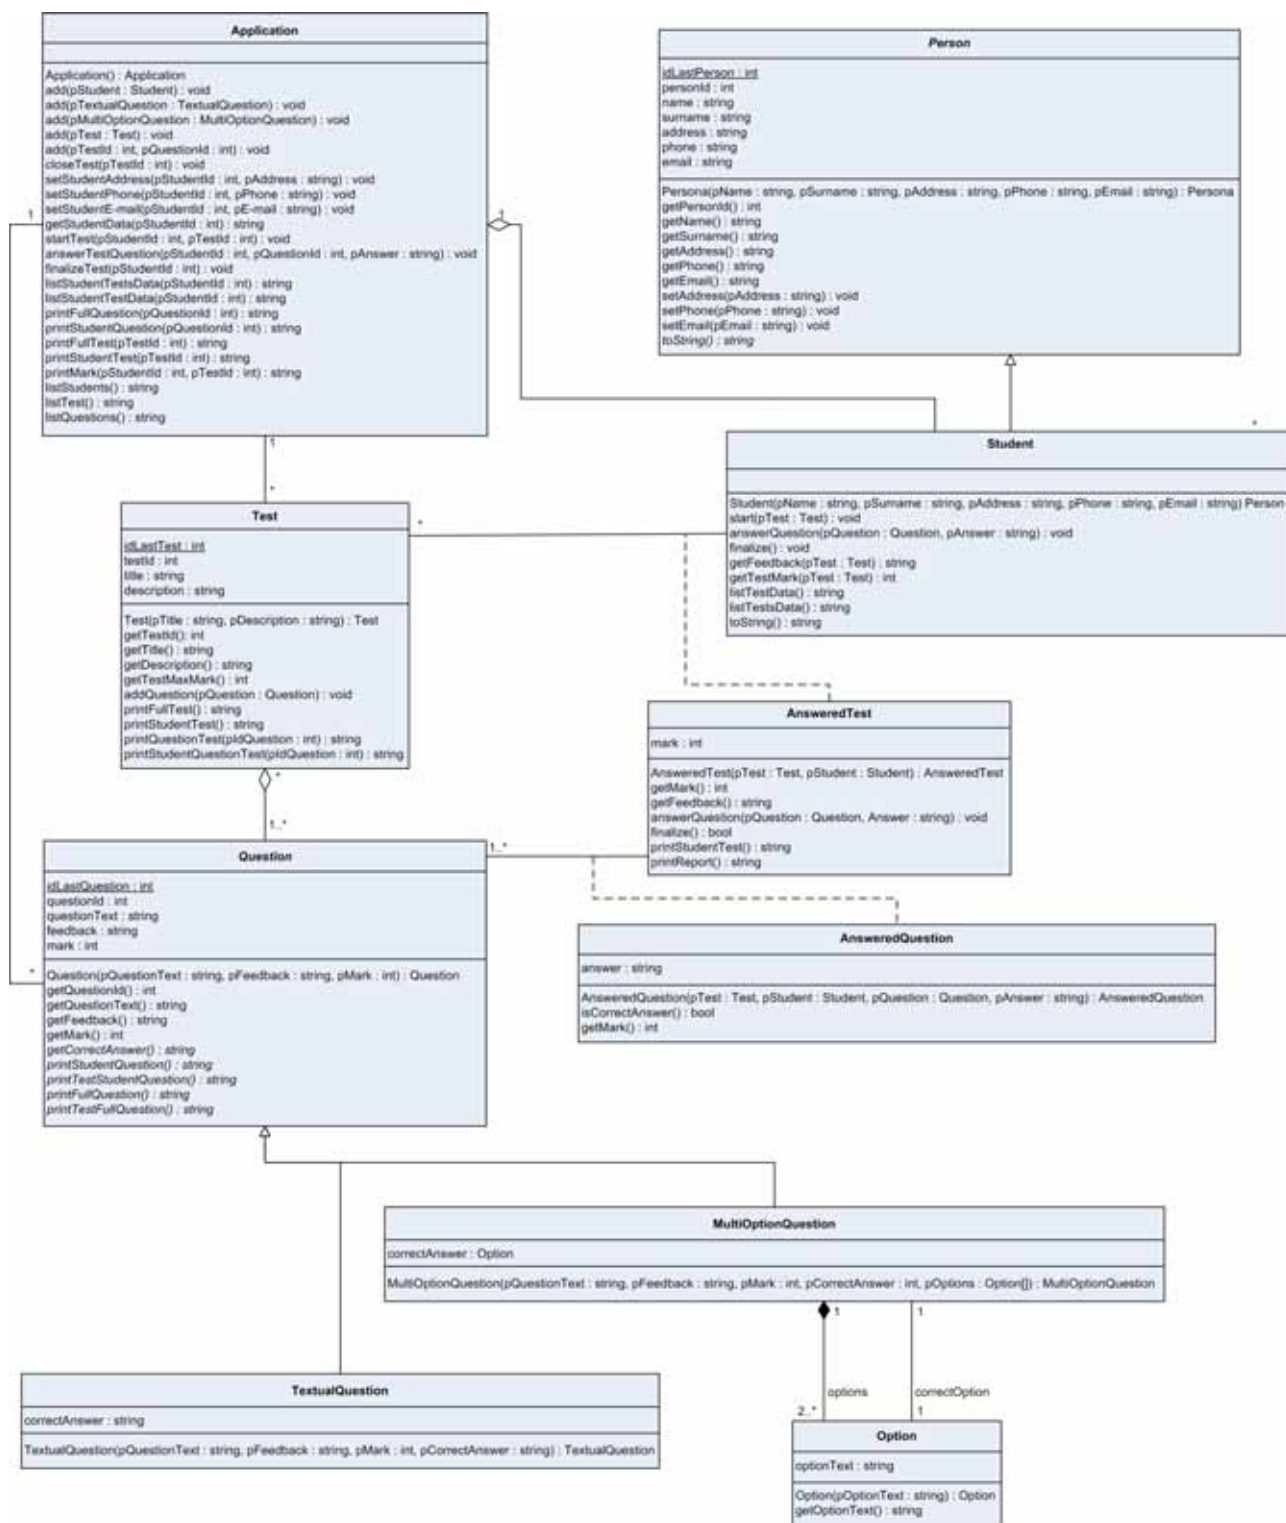 Application
Application() : Application
add(pStudent : Student) : void
add(pTextualQuestion : TextualQuestion) : void
add(pMultiOptionQuestion : MultiOptionQuestion) : void
add(pTest : Test) : void
add(pTestId : int, pQuestionId : int) : void
closeTest(pTestId : int) : void
setStudentAddress(pStudentId : int, pAddress : string) : void
setStudentPhone(pStudentId : int, pPhone : string) : void
setStudentE-mail(pStudentId : int, pE-mail : string) : void
getStudentData(pStudentId : int) : string
startTest(pStudentId : int, pTestId : int) : void
answerTestQuestion(pStudentId : int, pQuestionId : int, pAnswer : string) : void
finalizeTest(pStudentId : int) : void
listStudentTestsData(pStudentId : int) : string
listStudentTestData(pStudentId : int) : string
printFullQuestion(pQuestionId : int) : string
printStudentQuestion(pQuestionId : int) : string
printFullTest(pTestId : int) : string
printStudentTest(pTestId : int) : string
printMark(pStudentId : int, pTestId : int) : string
listStudents() : string
listTest() : string
listQuestions() : string
1
1
1
*
Person
idLastPerson : int
personId : int
name : string
surname : string
address : string
phone : string
email : string
Persona(pName : string, pSurname : string, pAddress : string, pPhone : string, pEmail : string) : Persona
getPersonId() : int
getName() : string
getSurname() : string
getAddress() : string
getPhone() : string
getEmail() : string
setAddress(pAddress : string) : void
setPhone(pPhone : string) : void
setEmail(pEmail : string) : void
toString() : string
*
Student
Student(pName : string, pSurname : string, pAddress : string, pPhone : string, pEmail : string) Person
start(pTest : Test) : void
answerQuestion(pQuestion : Question, pAnswer : string) : void
finalize() : void
getFeedback(pTest : Test) : string
getTestMark(pTest : Test) : int
listTestData() : string
listTestsData() : string
toString() : string
Test
*
idLastTest : int
testId : int
title : string
description : string
Test(pTitle : string, pDescription : string) : Test
getTestId(): int
getTitle() : string
getDescription() : string
getTestMaxMark() : int
addQuestion(pQuestion : Question) : void
printFullTest() : string
printStudentTest() : string
printQuestionTest(pIdQuestion : int) : string
printStudentQuestionTest(pIdQuestion : int) : string
*
1..*
AnsweredTest
mark : int
AnsweredTest(pTest : Test, pStudent : Student) : AnsweredTest
getMark() : int
getFeedback() : string
answerQuestion(pQuestion : Question, Answer : string) : void
finalize() : bool
printStudentTest() : string
printReport() : string
1..*
Question
idLastQuestion : int
questionId : int
questionText : string
feedback : string
mark : int
*
Question(pQuestionText : string, pFeedback : string, pMark : int) : Question
getQuestionId() : int
getQuestionText() : string
getFeedback() : string
getMark() : int
getCorrectAnswer() : string
printStudentQuestion() : string
printTestStudentQuestion() : string
printFullQuestion() : string
printTestFullQuestion() : string
AnsweredQuestion
answer : string
AnsweredQuestion(pTest : Test, pStudent : Student, pQuestion : Question, pAnswer : string) : AnsweredQuestion
isCorrectAnswer() : bool
getMark() : int
MultiOptionQuestion
correctAnswer : Option
MultiOptionQuestion(pQuestionText : string, pFeedback : string, pMark : int, pCorrectAnswer : int, pOptions : Option[]) : MultiOptionQuestion
1
1
options
correctOption
2..*
1
TextualQuestion
correctAnswer : string
TextualQuestion(pQuestionText : string, pFeedback : string, pMark : int, pCorrectAnswer : string) : TextualQuestion
Option
optionText : string
Option(pOptionText : string) : Option
getOptionText() : string